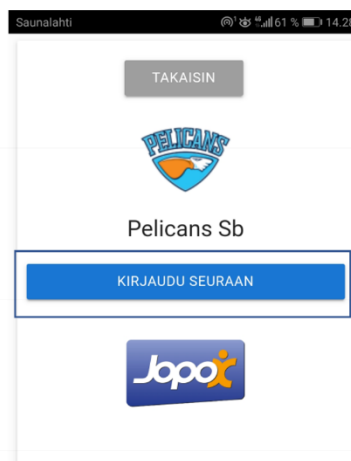 Saunalahti 61 % 14.28
TAKAISIN
PELICANS
Pelicans Sb
KIRJAUDU SEURAAN
Jopox